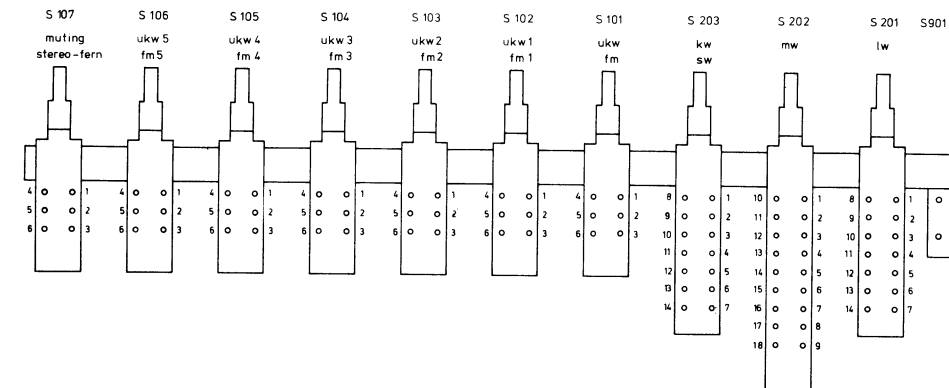 S 107 S 106 S 105 S 104 S 103 S 102 S 101 S 203 S 202 S 201 S901
muting ukw 5 ukw 4 ukw 3 ukw 2 ukw 1 ukw kw mw lw
stereo-fern fm 5 fm 4 fm 3 fm 2 fm 1 fm sw
4 1 4 1 4 1 4 1 4 1 4 1 4 1 8 1 10 1 8 1
5 2 5 2 5 2 5 2 5 2 5 2 5 2 9 2 11 2 9 2
6 3 6 3 6 3 6 3 6 3 6 3 6 3 10 3 12 3 10 3
11 4 13 4 11 4
12 5 14 5 12 5
13 6 15 6 13 6
14 7 16 7 14 7
17 8
18 9